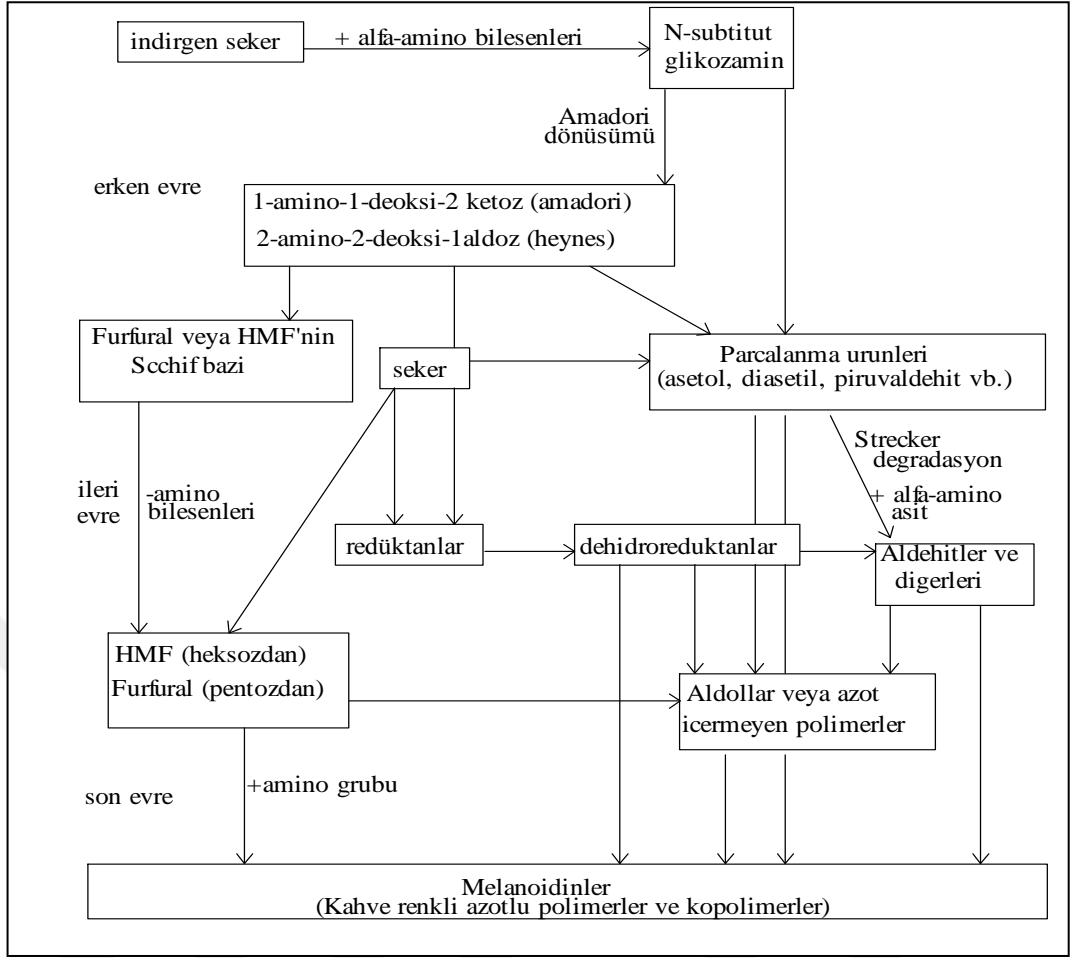 indirgen seker
+ alfa-amino bilesenleri
N-subtitut
glikozamin
Amadori
dönüsümü
erken evre
1-amino-1-deoksi-2 ketoz (amadori)
2-amino-2-deoksi-1aldoz (heynes)
Furfural veya HMF'nin
Scchif bazi
seker
Parcalanma urunleri
(asetol, diasetil, piruvaldehit vb.)
Strecker
degradasyon
+ alfa-amino
asit
ileri
evre
-amino
bilesenleri
redüktanlar
dehidroreduktanlar
Aldehitler ve
digerleri
HMF (heksozdan)
Furfural (pentozdan)
Aldollar veya azot
icermeyen polimerler
son evre
+amino grubu
Melanoidinler
(Kahve renkli azotlu polimerler ve kopolimerler)